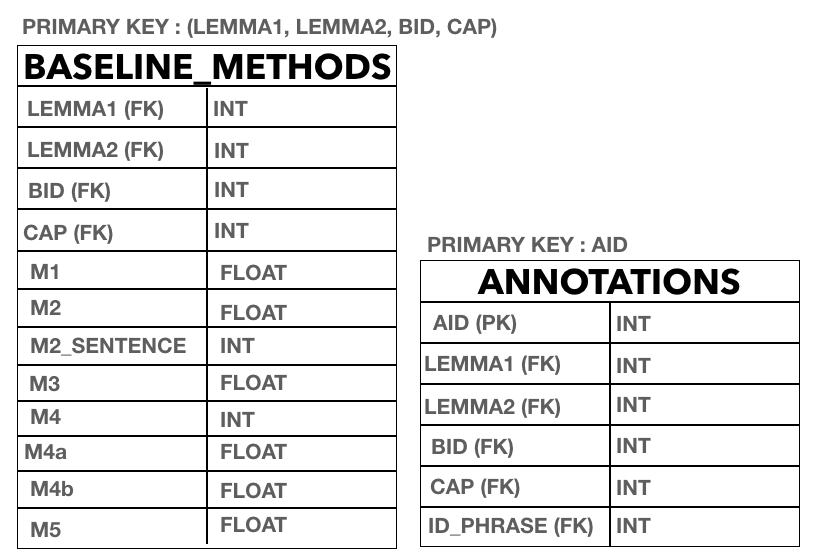 PRIMARY KEY : (LEMMA1, LEMMA2, BID, CAP)
BASELINE_METHODS
LEMMA1 (FK) INT
LEMMA2 (FK) INT
BID (FK) INT
CAP (FK) INT
M1 FLOAT
M2 FLOAT
M2_SENTENCE INT
M3 FLOAT
M4 INT
M4a FLOAT
M4b FLOAT
M5 FLOAT
PRIMARY KEY : AID
ANNOTATIONS
AID (PK) INT
LEMMA1 (FK) INT
LEMMA2 (FK) INT
BID (FK) INT
CAP (FK) INT
ID_PHRASE (FK) INT